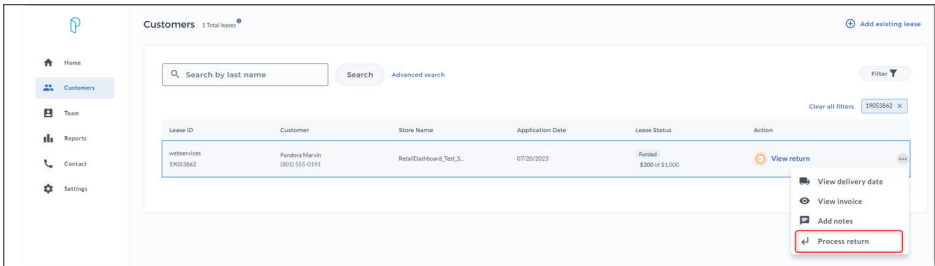 Customers 1 Total leases
Add existing lease
Home
Customers
Team
Reports
Contact
Settings
Search by last name
Search
Advanced search
Filter
Clear all filters
19053862 ×
Lease ID Customer Store Name Application Date Lease Status Action
webservices
19053862
Pandora Marvin
(801) 555-0191
RetailDashboard_Test_S...
07/20/2023
Funded
$300 of $1,000
View return
View delivery date
View invoice
Add notes
Process return